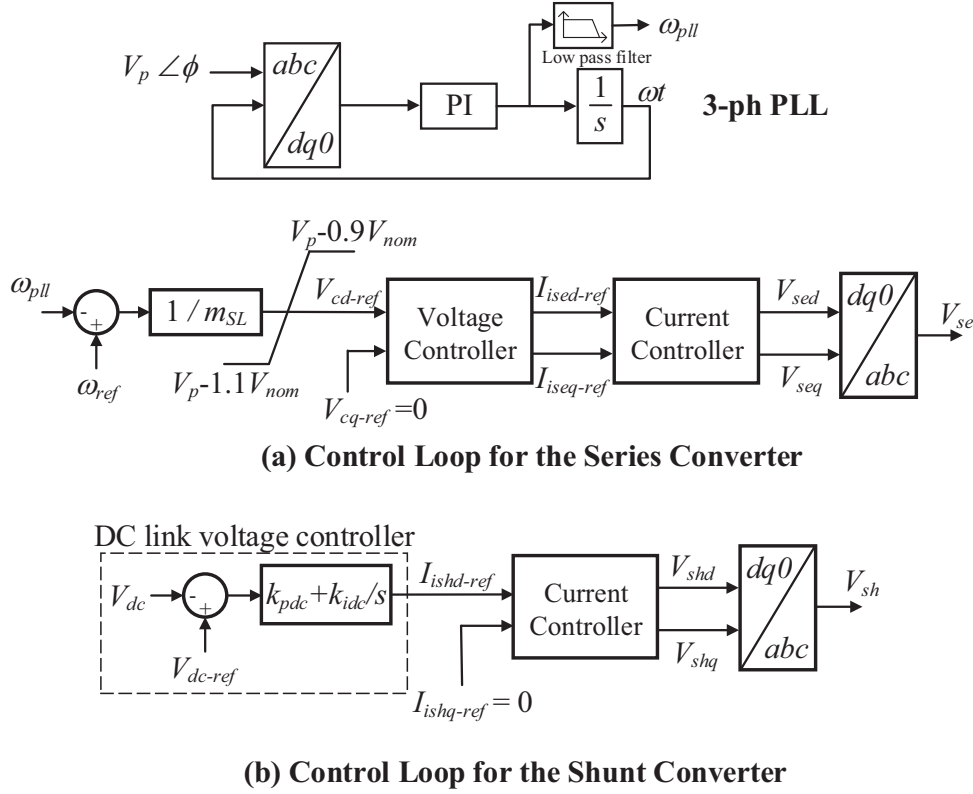 V_p ∠ϕ
abc
dq0
PI
Low pass filter
ω_pll
1/s
ωt
3-ph PLL
ω_pll
-
+
ω_ref
1 / m_SL
V_p-0.9V_nom
V_p-1.1V_nom
V_cd-ref
V_cq-ref =0
Voltage
Controller
I_ised-ref
I_iseq-ref
Current
Controller
V_sed
V_seq
dq0
abc
V_se
(a) Control Loop for the Series Converter
DC link voltage controller
V_dc
-
+
V_dc-ref
k_pdc+k_idc/s
I_ishd-ref
I_ishq-ref = 0
Current
Controller
V_shd
V_shq
dq0
abc
V_sh
(b) Control Loop for the Shunt Converter